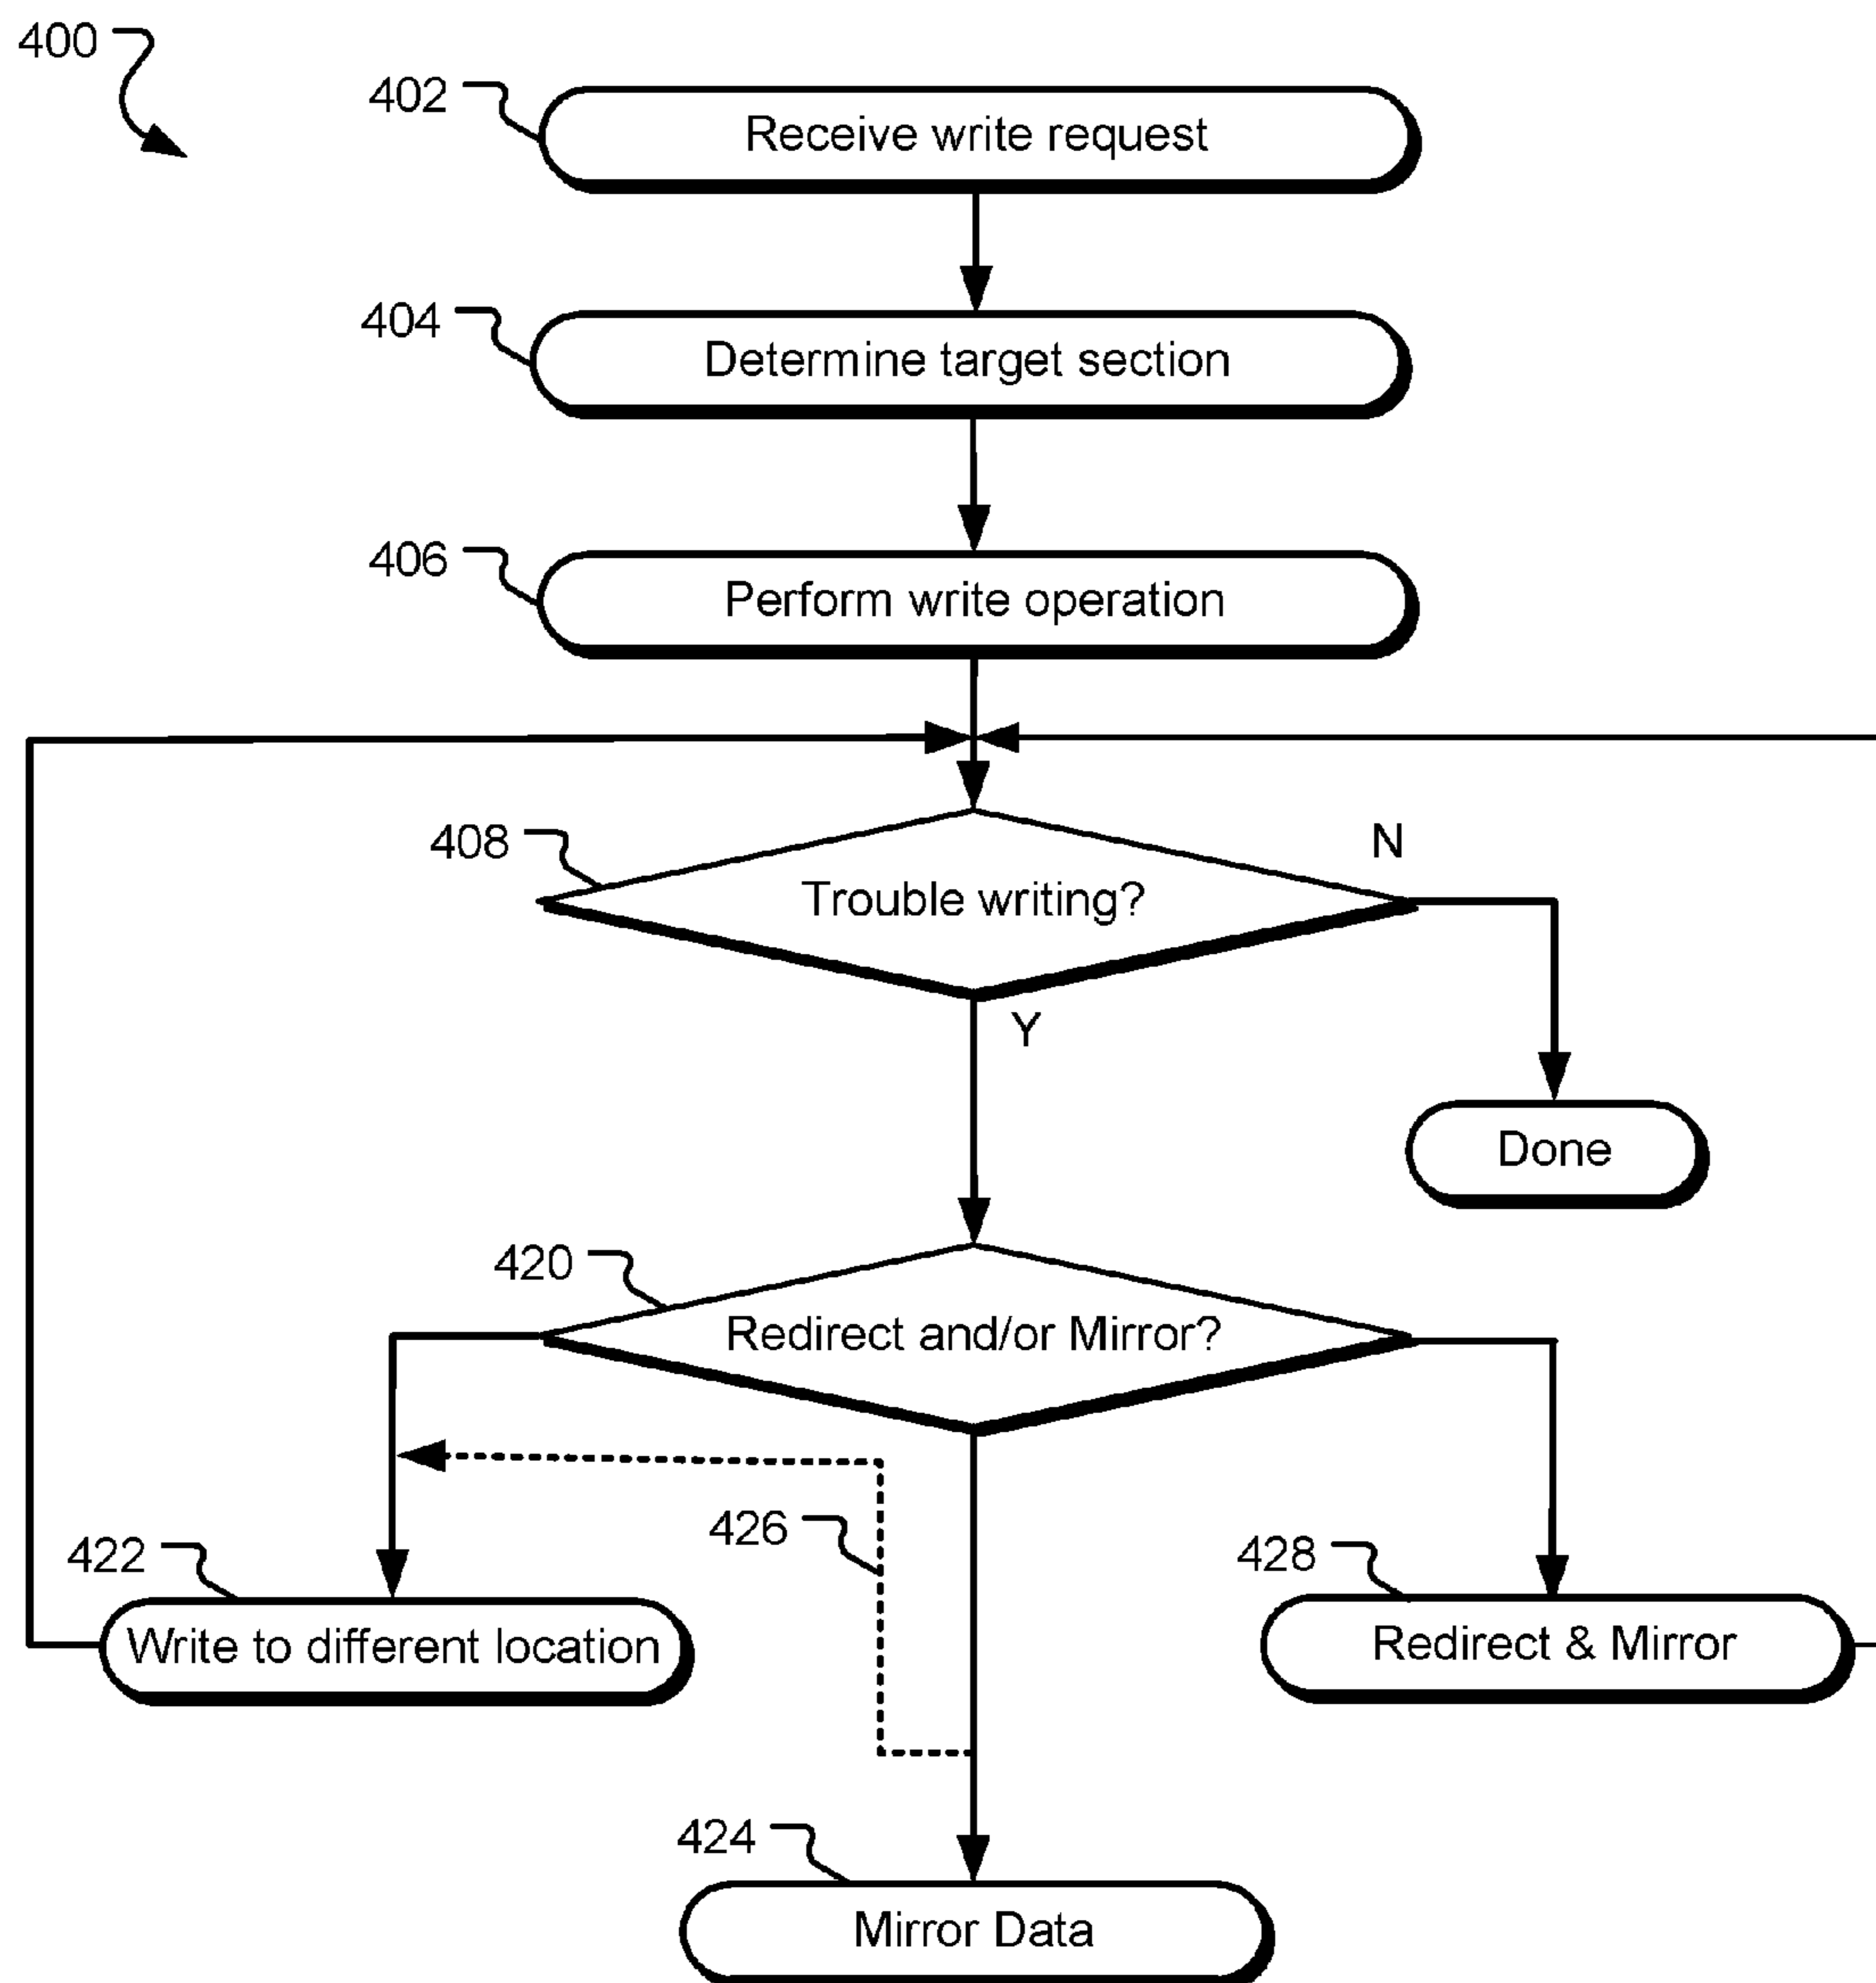 400
402
Receive write request
404
Determine target section
406
Perform write operation
408
N
Trouble writing?
Y
Done
420
Redirect and/or Mirror?
426
422
428
Write to different location
Redirect & Mirror
424
Mirror Data